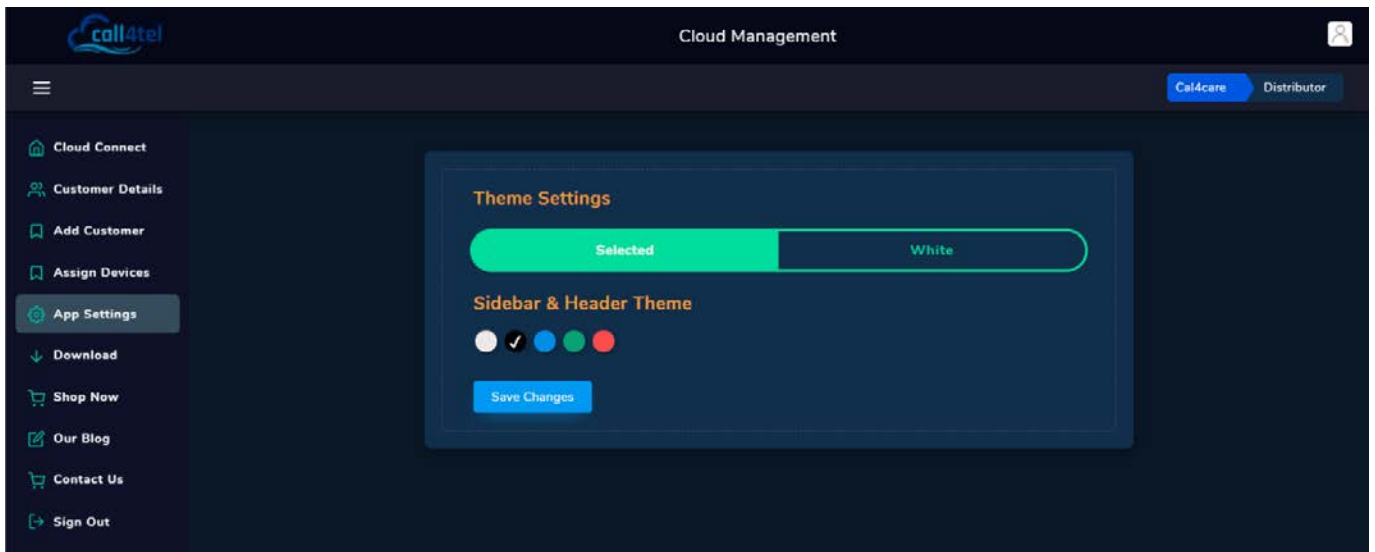 call4tel
Cloud Management
Cal4care Distributor
Cloud Connect
Customer Details
Add Customer
Assign Devices
App Settings
Download
Shop Now
Our Blog
Contact Us
Sign Out
Theme Settings
Selected White
Sidebar & Header Theme
Save Changes